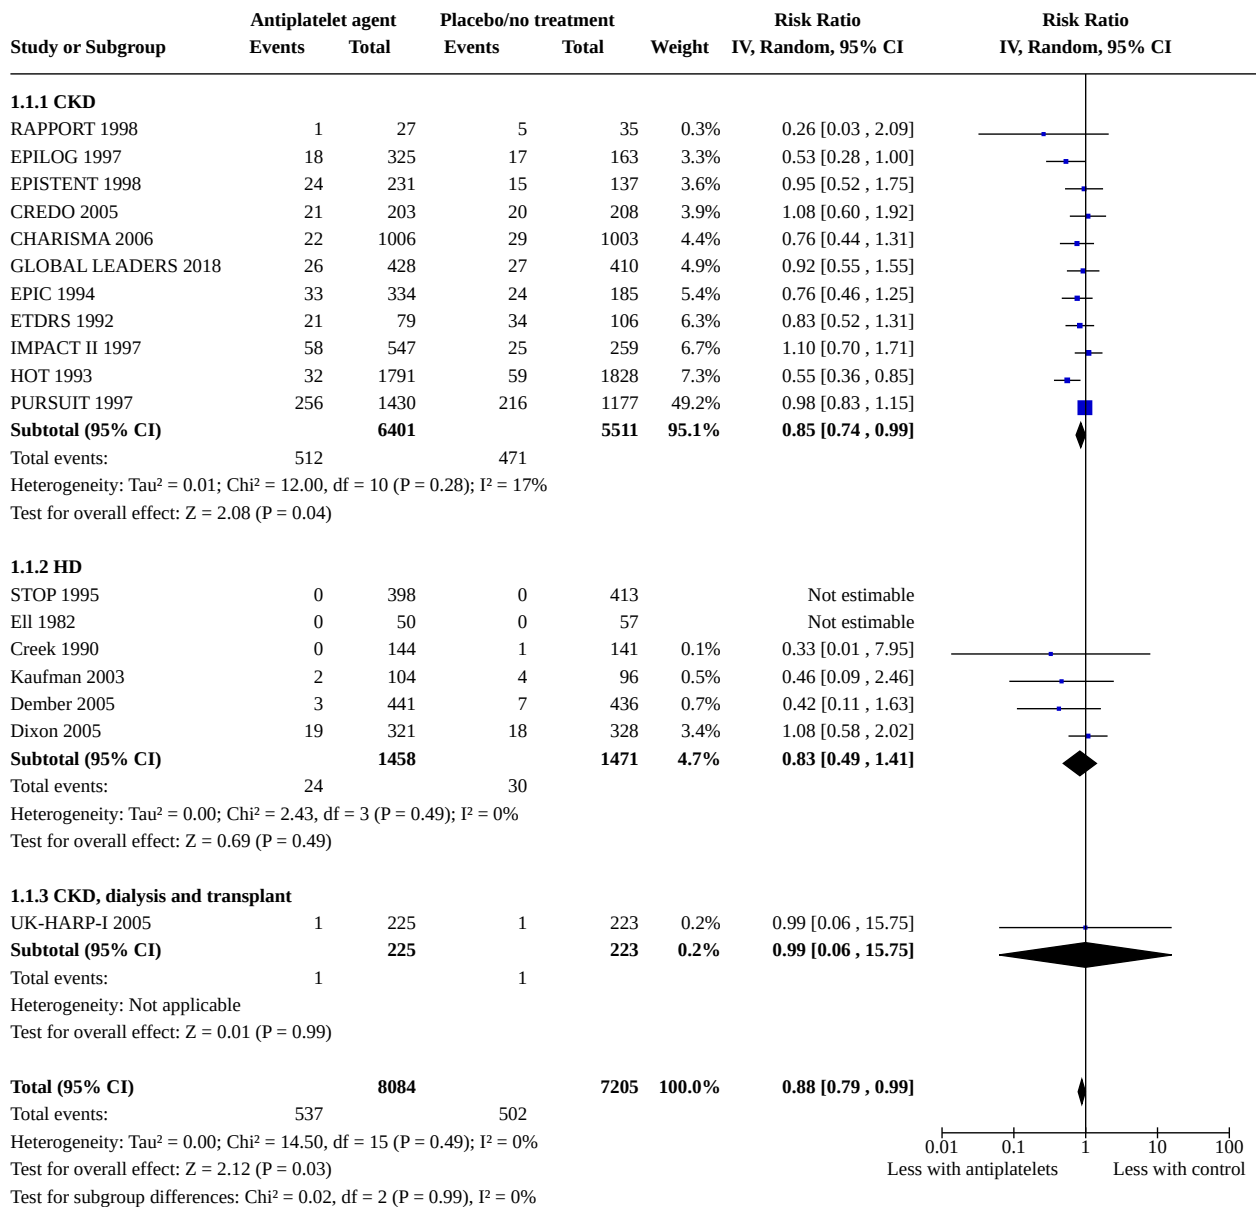 Antiplatelet agent Placebo/no treatment Risk Ratio Risk Ratio
Study or Subgroup Events Total Events Total Weight IV, Random, 95% CI IV, Random, 95% CI
1.1.1 CKD
RAPPORT 1998 1 27 5 35 0.3% 0.26 [0.03 , 2.09]
EPILOG 1997 18 325 17 163 3.3% 0.53 [0.28 , 1.00]
EPISTENT 1998 24 231 15 137 3.6% 0.95 [0.52 , 1.75]
CREDO 2005 21 203 20 208 3.9% 1.08 [0.60 , 1.92]
CHARISMA 2006 22 1006 29 1003 4.4% 0.76 [0.44 , 1.31]
GLOBAL LEADERS 2018 26 428 27 410 4.9% 0.92 [0.55 , 1.55]
EPIC 1994 33 334 24 185 5.4% 0.76 [0.46 , 1.25]
ETDRS 1992 21 79 34 106 6.3% 0.83 [0.52 , 1.31]
IMPACT II 1997 58 547 25 259 6.7% 1.10 [0.70 , 1.71]
HOT 1993 32 1791 59 1828 7.3% 0.55 [0.36 , 0.85]
PURSUIT 1997 256 1430 216 1177 49.2% 0.98 [0.83 , 1.15]
Subtotal (95% CI) 6401 5511 95.1% 0.85 [0.74 , 0.99]
Total events: 512 471
Heterogeneity: Tau² = 0.01; Chi² = 12.00, df = 10 (P = 0.28); I² = 17%
Test for overall effect: Z = 2.08 (P = 0.04)
1.1.2 HD
STOP 1995 0 398 0 413 Not estimable
Ell 1982 0 50 0 57 Not estimable
Creek 1990 0 144 1 141 0.1% 0.33 [0.01 , 7.95]
Kaufman 2003 2 104 4 96 0.5% 0.46 [0.09 , 2.46]
Dember 2005 3 441 7 436 0.7% 0.42 [0.11 , 1.63]
Dixon 2005 19 321 18 328 3.4% 1.08 [0.58 , 2.02]
Subtotal (95% CI) 1458 1471 4.7% 0.83 [0.49 , 1.41]
Total events: 24 30
Heterogeneity: Tau² = 0.00; Chi² = 2.43, df = 3 (P = 0.49); I² = 0%
Test for overall effect: Z = 0.69 (P = 0.49)
1.1.3 CKD, dialysis and transplant
UK-HARP-I 2005 1 225 1 223 0.2% 0.99 [0.06 , 15.75]
Subtotal (95% CI) 225 223 0.2% 0.99 [0.06 , 15.75]
Total events: 1 1
Heterogeneity: Not applicable
Test for overall effect: Z = 0.01 (P = 0.99)
Total (95% CI) 8084 7205 100.0% 0.88 [0.79 , 0.99]
Total events: 537 502
Heterogeneity: Tau² = 0.00; Chi² = 14.50, df = 15 (P = 0.49); I² = 0%
0.01 0.1 1 10 100
Test for overall effect: Z = 2.12 (P = 0.03) Less with antiplatelets Less with control
Test for subgroup differences: Chi² = 0.02, df = 2 (P = 0.99), I² = 0%